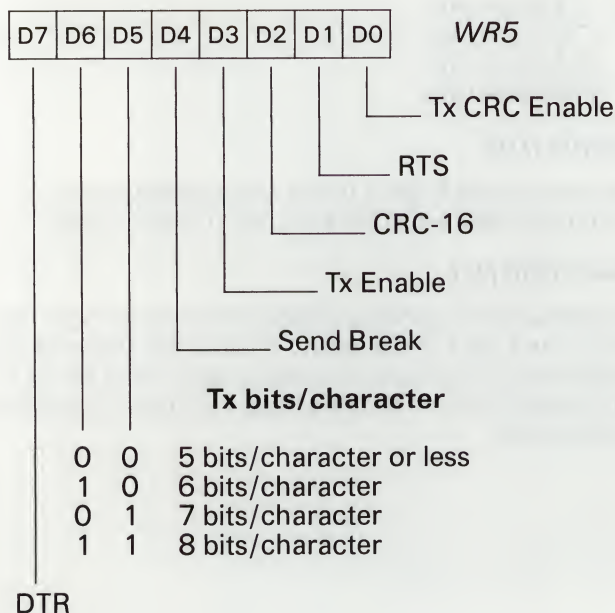 D7 D6 D5 D4 D3 D2 D1 D0 WR5
Tx CRC Enable
RTS
CRC-16
Tx Enable
Send Break
Tx bits/character
0 0 5 bits/character or less
1 0 6 bits/character
0 1 7 bits/character
1 1 8 bits/character
DTR